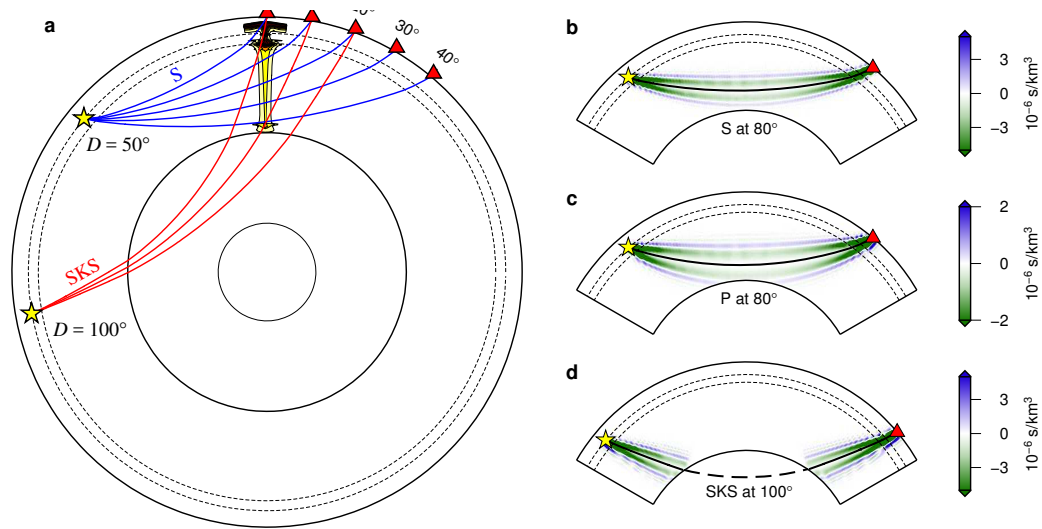 a
30°
40°
S
D = 50°
SKS
D = 100°
b
S at 80°
3
0
−3
10⁻⁶ s/km³
c
P at 80°
2
0
−2
10⁻⁶ s/km³
d
SKS at 100°
3
0
−3
10⁻⁶ s/km³